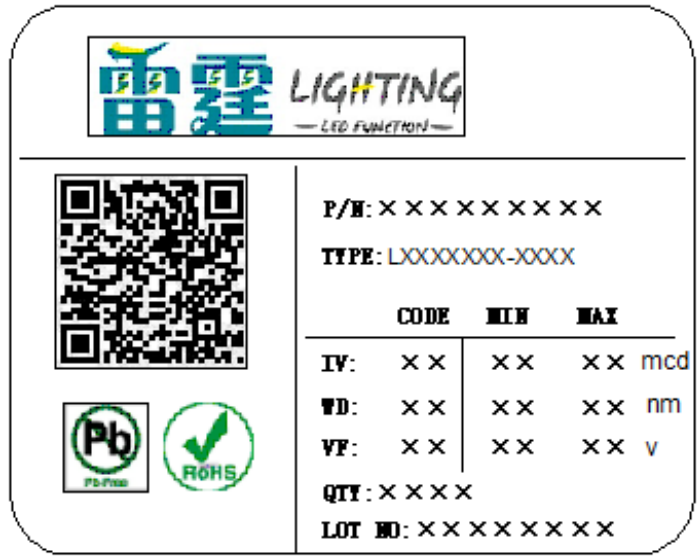 雷霆 LIGHTING
LED FUNCTION
P/N: ×××××××××
TYPE: LXXXXXXX-XXXX
CODE MIN MAX
IV: ×× ×× ×× mcd
WD: ×× ×× ×× nm
VF: ×× ×× ×× v
Pb
Pb-Free
RoHS
QTY: ××××
LOT NO: ××××××××